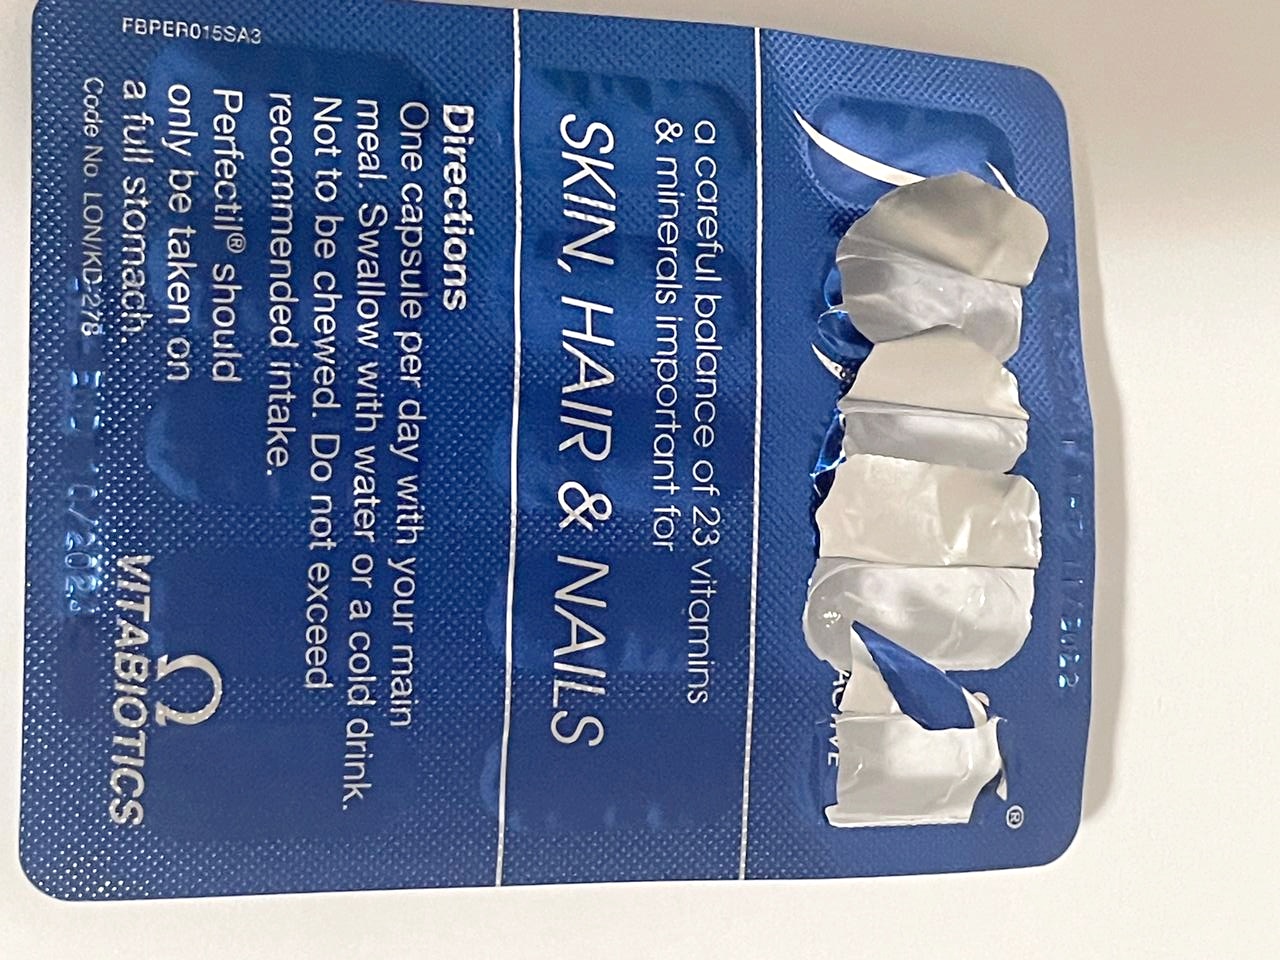 ACTIVE
®
a careful balance of 23 vitamins
& minerals important for
SKIN, HAIR & NAILS
Directions
One capsule per day with your main
meal. Swallow with water or a cold drink.
Not to be chewed. Do not exceed
recommended intake.
Perfectil® should
only be taken on
a full stomach.
VITABIOTICS
Code No. LON/KD-278
FBPER015SA3